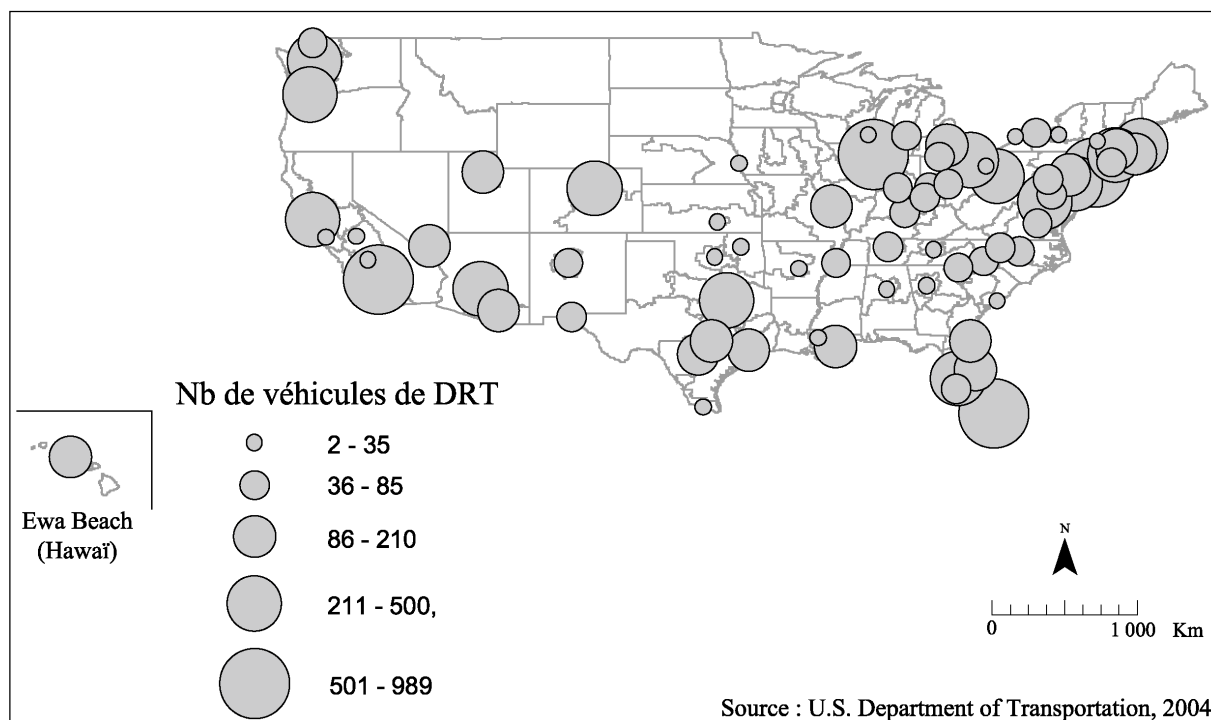 Nb de véhicules de DRT
2 - 35
36 - 85
86 - 210
211 - 500,
501 - 989
Ewa Beach
(Hawaï)
N
0 1 000 Km
Source : U.S. Department of Transportation, 2004